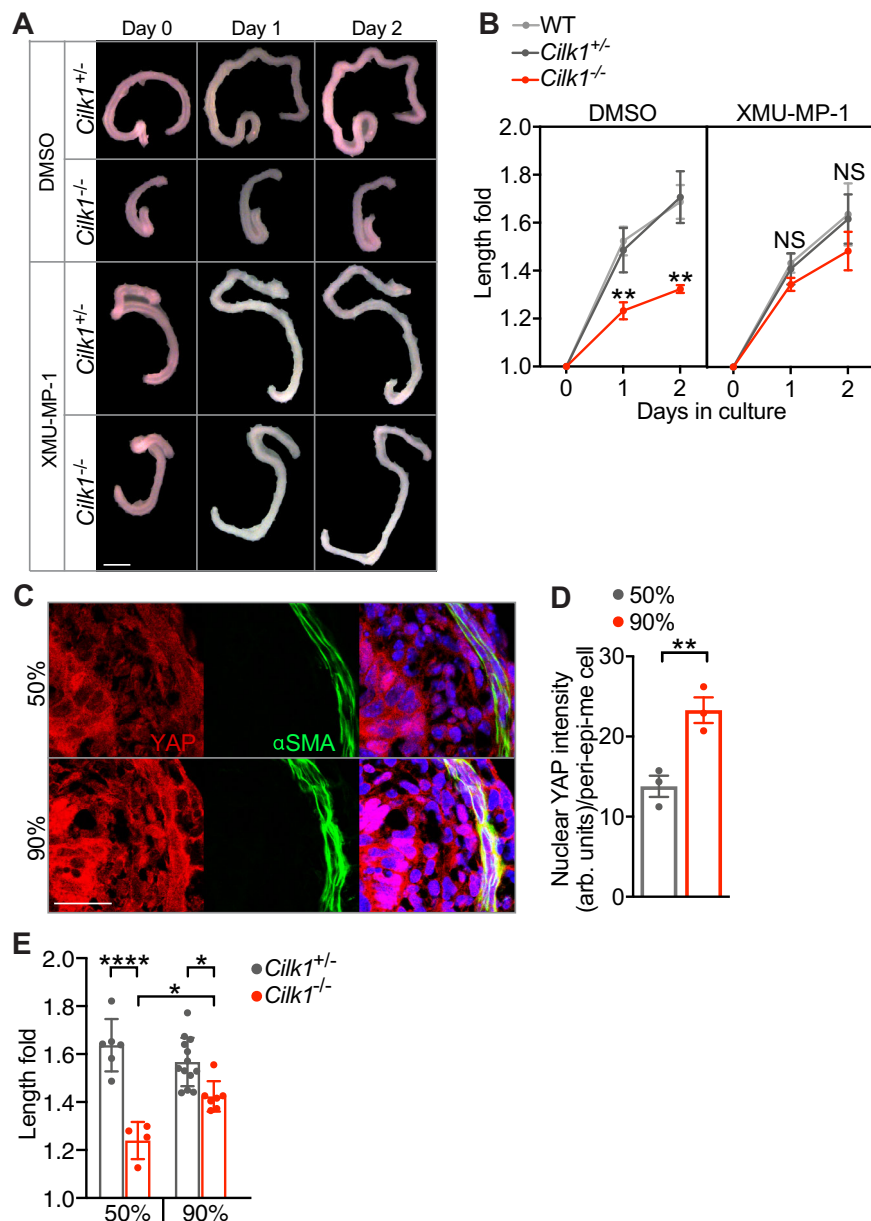 A
Day 0 Day 1 Day 2
DMSO
Cilk1+/-
Cilk1-/-
XMU-MP-1
Cilk1+/-
Cilk1-/-
B
WT
Cilk1+/-
Cilk1-/-
DMSO XMU-MP-1
Length fold
2.0
1.8
1.6
1.4
1.2
1.0
** **
NS NS
0 1 2 0 1 2
Days in culture
C
50%
YAP αSMA
90%
D
50%
90%
**
Nuclear YAP intensity
(arb. units)/peri-epi-me cell
30
20
10
0
E
Cilk1+/-
Cilk1-/-
**** * *
Length fold
2.0
1.8
1.6
1.4
1.2
1.0
50% 90%